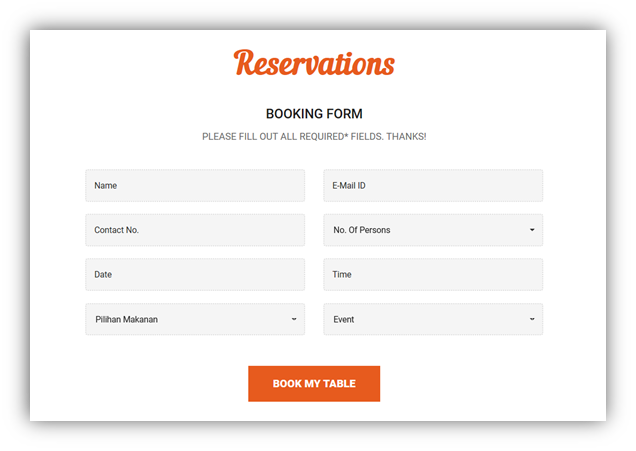 Reservations
BOOKING FORM
PLEASE FILL OUT ALL REQUIRED* FIELDS. THANKS!
Name
E-Mail ID
Contact No.
No. Of Persons
Date
Time
Pilihan Makanan
Event
BOOK MY TABLE